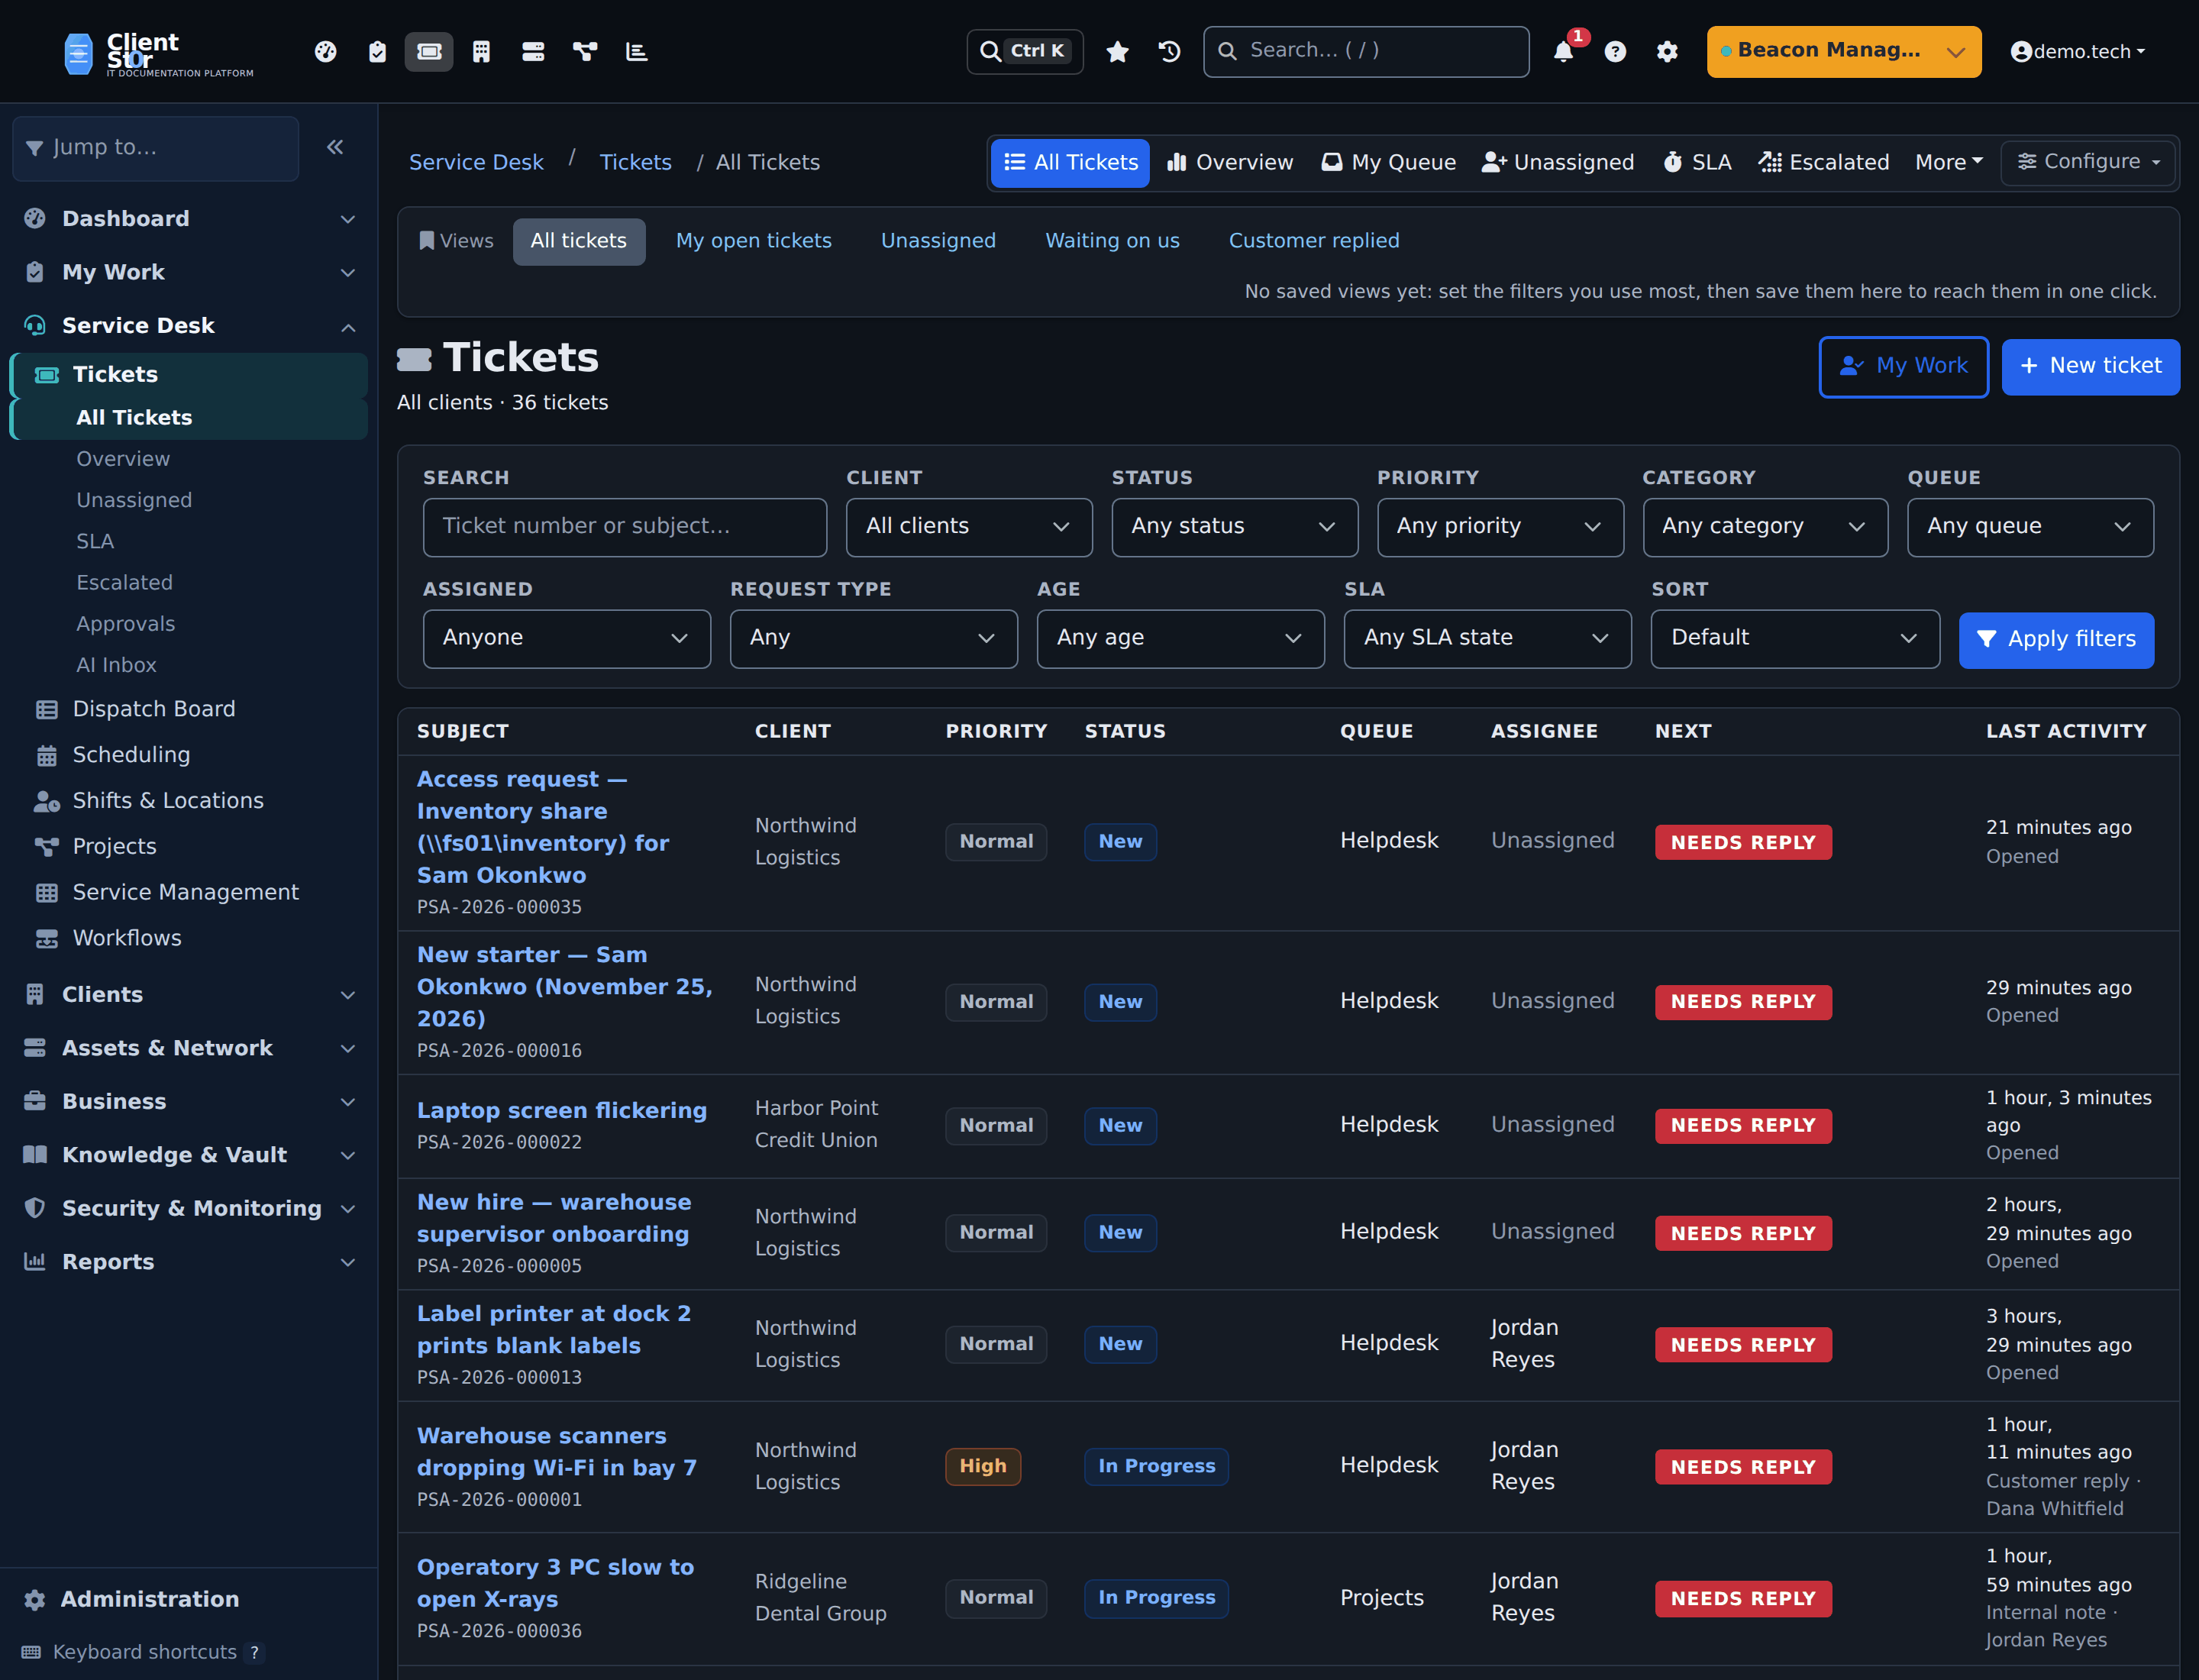 Client
St0r
IT DOCUMENTATION PLATFORM
Ctrl K
Search... ( / )
1
Beacon Manag...
demo.tech
Jump to...
Dashboard
My Work
Service Desk
Tickets
All Tickets
Overview
Unassigned
SLA
Escalated
Approvals
AI Inbox
Dispatch Board
Scheduling
Shifts & Locations
Projects
Service Management
Workflows
Clients
Assets & Network
Business
Knowledge & Vault
Security & Monitoring
Reports
Administration
Keyboard shortcuts ?
Service Desk / Tickets / All Tickets
All Tickets Overview My Queue Unassigned SLA Escalated More Configure
Views All tickets My open tickets Unassigned Waiting on us Customer replied
No saved views yet: set the filters you use most, then save them here to reach them in one click.
Tickets
All clients · 36 tickets
My Work
+ New ticket
SEARCH CLIENT STATUS PRIORITY CATEGORY QUEUE
Ticket number or subject... All clients Any status Any priority Any category Any queue
ASSIGNED REQUEST TYPE AGE SLA SORT
Anyone Any Any age Any SLA state Default Apply filters
SUBJECT CLIENT PRIORITY STATUS QUEUE ASSIGNEE NEXT LAST ACTIVITY
Access request —
Inventory share
(\\fs01\inventory) for
Sam Okonkwo
PSA-2026-000035
Northwind
Logistics
Normal New Helpdesk Unassigned NEEDS REPLY
21 minutes ago
Opened
New starter — Sam
Okonkwo (November 25,
2026)
PSA-2026-000016
Northwind
Logistics
Normal New Helpdesk Unassigned NEEDS REPLY
29 minutes ago
Opened
Laptop screen flickering
PSA-2026-000022
Harbor Point
Credit Union
Normal New Helpdesk Unassigned NEEDS REPLY
1 hour, 3 minutes
ago
Opened
New hire — warehouse
supervisor onboarding
PSA-2026-000005
Northwind
Logistics
Normal New Helpdesk Unassigned NEEDS REPLY
2 hours,
29 minutes ago
Opened
Label printer at dock 2
prints blank labels
PSA-2026-000013
Northwind
Logistics
Normal New Helpdesk
Jordan
Reyes
NEEDS REPLY
3 hours,
29 minutes ago
Opened
Warehouse scanners
dropping Wi-Fi in bay 7
PSA-2026-000001
Northwind
Logistics
High In Progress Helpdesk
Jordan
Reyes
NEEDS REPLY
1 hour,
11 minutes ago
Customer reply ·
Dana Whitfield
Operatory 3 PC slow to
open X-rays
PSA-2026-000036
Ridgeline
Dental Group
Normal In Progress Projects
Jordan
Reyes
NEEDS REPLY
1 hour,
59 minutes ago
Internal note ·
Jordan Reyes